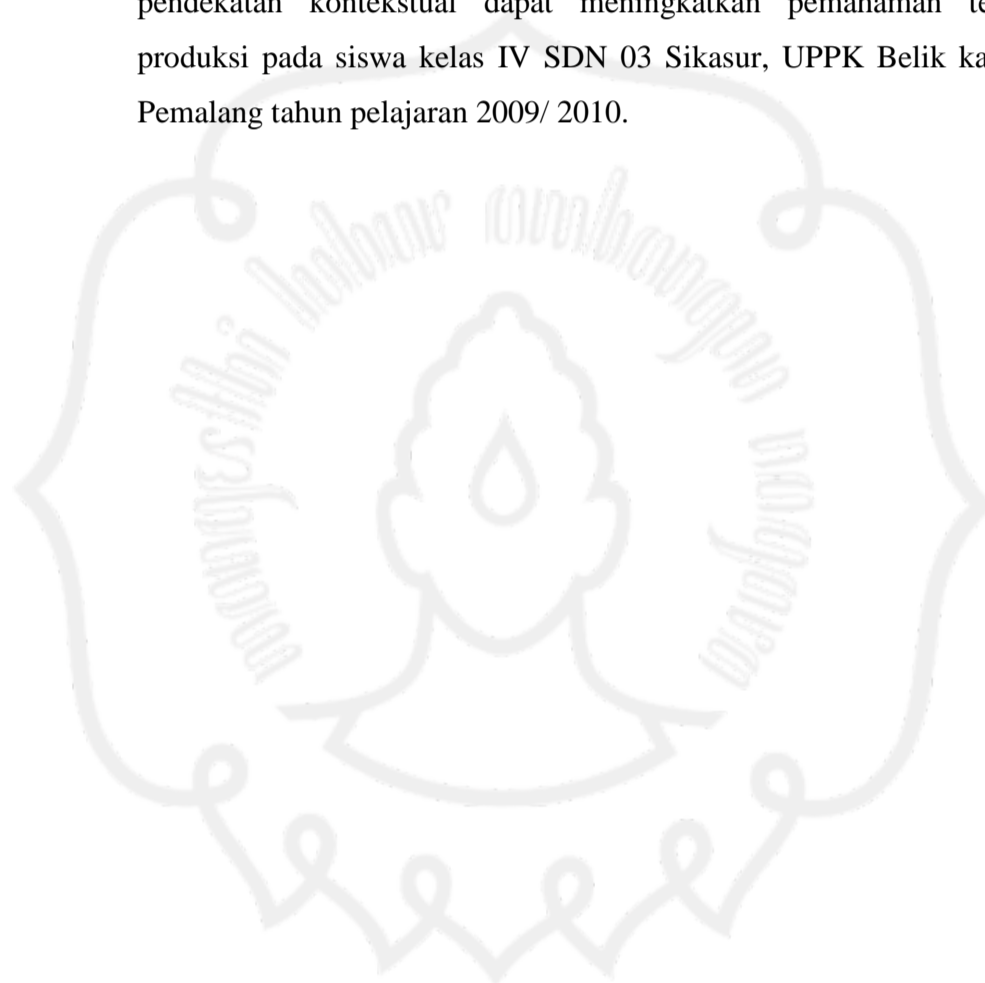 pendekatan kontekstual dapat meningkatkan pemahaman
produksi pada siswa kelas IV SDN 03 Sikasur, UPPK Belik
Pemalang tahun pelajaran 2009/ 2010.